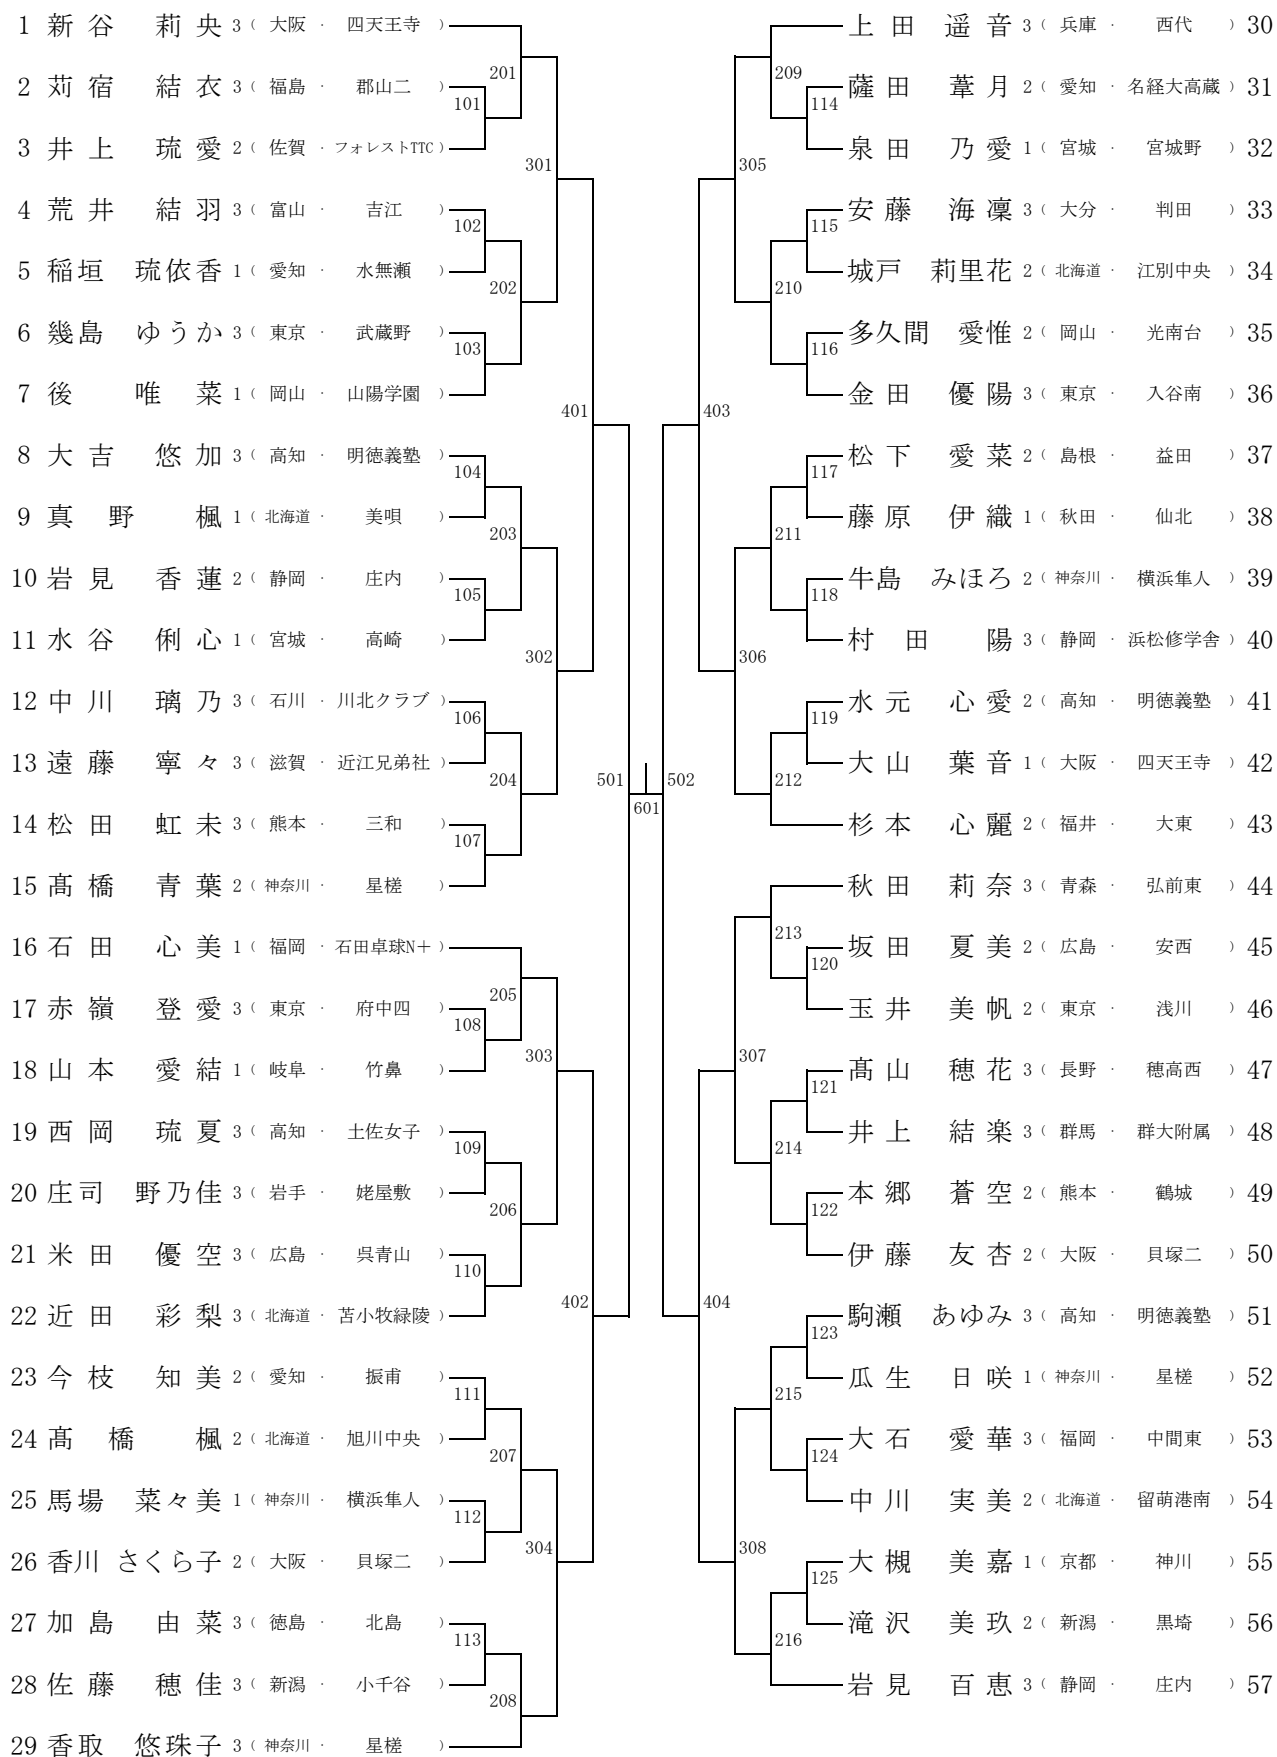 1 新谷 莉央 3 ( 大阪 · 四天王寺 )
201
2 苅宿 結衣 3 ( 福島 · 郡山二 )
101
3 井上 琉愛 2 ( 佐賀 · フォレストTTC )
301
4 荒井 結羽 3 ( 富山 · 吉江 )
102
5 稲垣 琉依香 1 ( 愛知 · 水無瀬 )
202
6 幾島 ゆうか 3 ( 東京 · 武蔵野 )
103
7 後 唯菜 1 ( 岡山 · 山陽学園 )
401
8 大吉 悠加 3 ( 高知 · 明徳義塾 )
104
9 真野 楓 1 ( 北海道 · 美唄 )
203
10 岩見 香蓮 2 ( 静岡 · 庄内 )
105
11 水谷 俐心 1 ( 宮城 · 高崎 )
302
12 中川 璃乃 3 ( 石川 · 川北クラブ )
106
13 遠藤 寧々 3 ( 滋賀 · 近江兄弟社 )
204
501
14 松田 虹未 3 ( 熊本 · 三和 )
107
15 髙橋 青葉 2 ( 神奈川 · 星槎 )
16 石田 心美 1 ( 福岡 · 石田卓球N+ )
205
17 赤嶺 登愛 3 ( 東京 · 府中四 )
108
303
18 山本 愛結 1 ( 岐阜 · 竹鼻 )
19 西岡 琉夏 3 ( 高知 · 土佐女子 )
109
20 庄司 野乃佳 3 ( 岩手 · 姥屋敷 )
206
21 米田 優空 3 ( 広島 · 呉青山 )
110
402
22 近田 彩梨 3 ( 北海道 · 苫小牧緑陵 )
23 今枝 知美 2 ( 愛知 · 振甫 )
111
24 髙橋 楓 2 ( 北海道 · 旭川中央 )
207
25 馬場 菜々美 1 ( 神奈川 · 横浜隼人 )
112
304
26 香川 さくら子 2 ( 大阪 · 貝塚二 )
27 加島 由菜 3 ( 徳島 · 北島 )
113
28 佐藤 穂佳 3 ( 新潟 · 小千谷 )
208
29 香取 悠珠子 3 ( 神奈川 · 星槎 )
601
上田 遥音 3 ( 兵庫 · 西代 ) 30
209
薩田 葦月 2 ( 愛知 · 名経大高蔵 ) 31
114
泉田 乃愛 1 ( 宮城 · 宮城野 ) 32
305
安藤 海凜 3 ( 大分 · 判田 ) 33
115
城戸 莉里花 2 ( 北海道 · 江別中央 ) 34
210
多久間 愛惟 2 ( 岡山 · 光南台 ) 35
116
金田 優陽 3 ( 東京 · 入谷南 ) 36
403
松下 愛菜 2 ( 島根 · 益田 ) 37
117
藤原 伊織 1 ( 秋田 · 仙北 ) 38
211
牛島 みほろ 2 ( 神奈川 · 横浜隼人 ) 39
118
村田 陽 3 ( 静岡 · 浜松修学舎 ) 40
306
水元 心愛 2 ( 高知 · 明徳義塾 ) 41
119
大山 葉音 1 ( 大阪 · 四天王寺 ) 42
502
212
杉本 心麗 2 ( 福井 · 大東 ) 43
秋田 莉奈 3 ( 青森 · 弘前東 ) 44
213
坂田 夏美 2 ( 広島 · 安西 ) 45
120
玉井 美帆 2 ( 東京 · 浅川 ) 46
307
髙山 穂花 3 ( 長野 · 穂高西 ) 47
121
井上 結楽 3 ( 群馬 · 群大附属 ) 48
214
本郷 蒼空 2 ( 熊本 · 鶴城 ) 49
122
伊藤 友杏 2 ( 大阪 · 貝塚二 ) 50
404
駒瀬 あゆみ 3 ( 高知 · 明徳義塾 ) 51
123
瓜生 日咲 1 ( 神奈川 · 星槎 ) 52
215
大石 愛華 3 ( 福岡 · 中間東 ) 53
124
中川 実美 2 ( 北海道 · 留萌港南 ) 54
308
大槻 美嘉 1 ( 京都 · 神川 ) 55
125
滝沢 美玖 2 ( 新潟 · 黒埼 ) 56
216
岩見 百恵 3 ( 静岡 · 庄内 ) 57